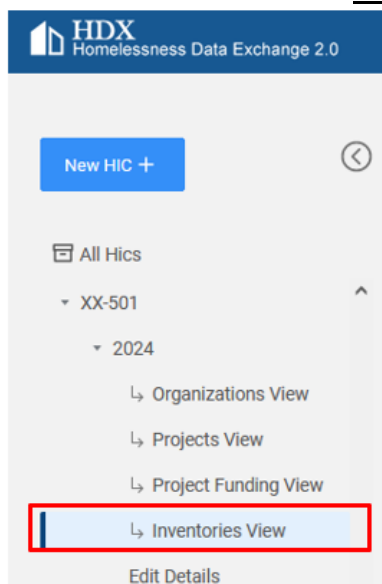 HDX
Homelessness Data Exchange 2.0
New HIC +
All Hics
XX-501
2024
Organizations View
Projects View
Project Funding View
Inventories View
Edit Details